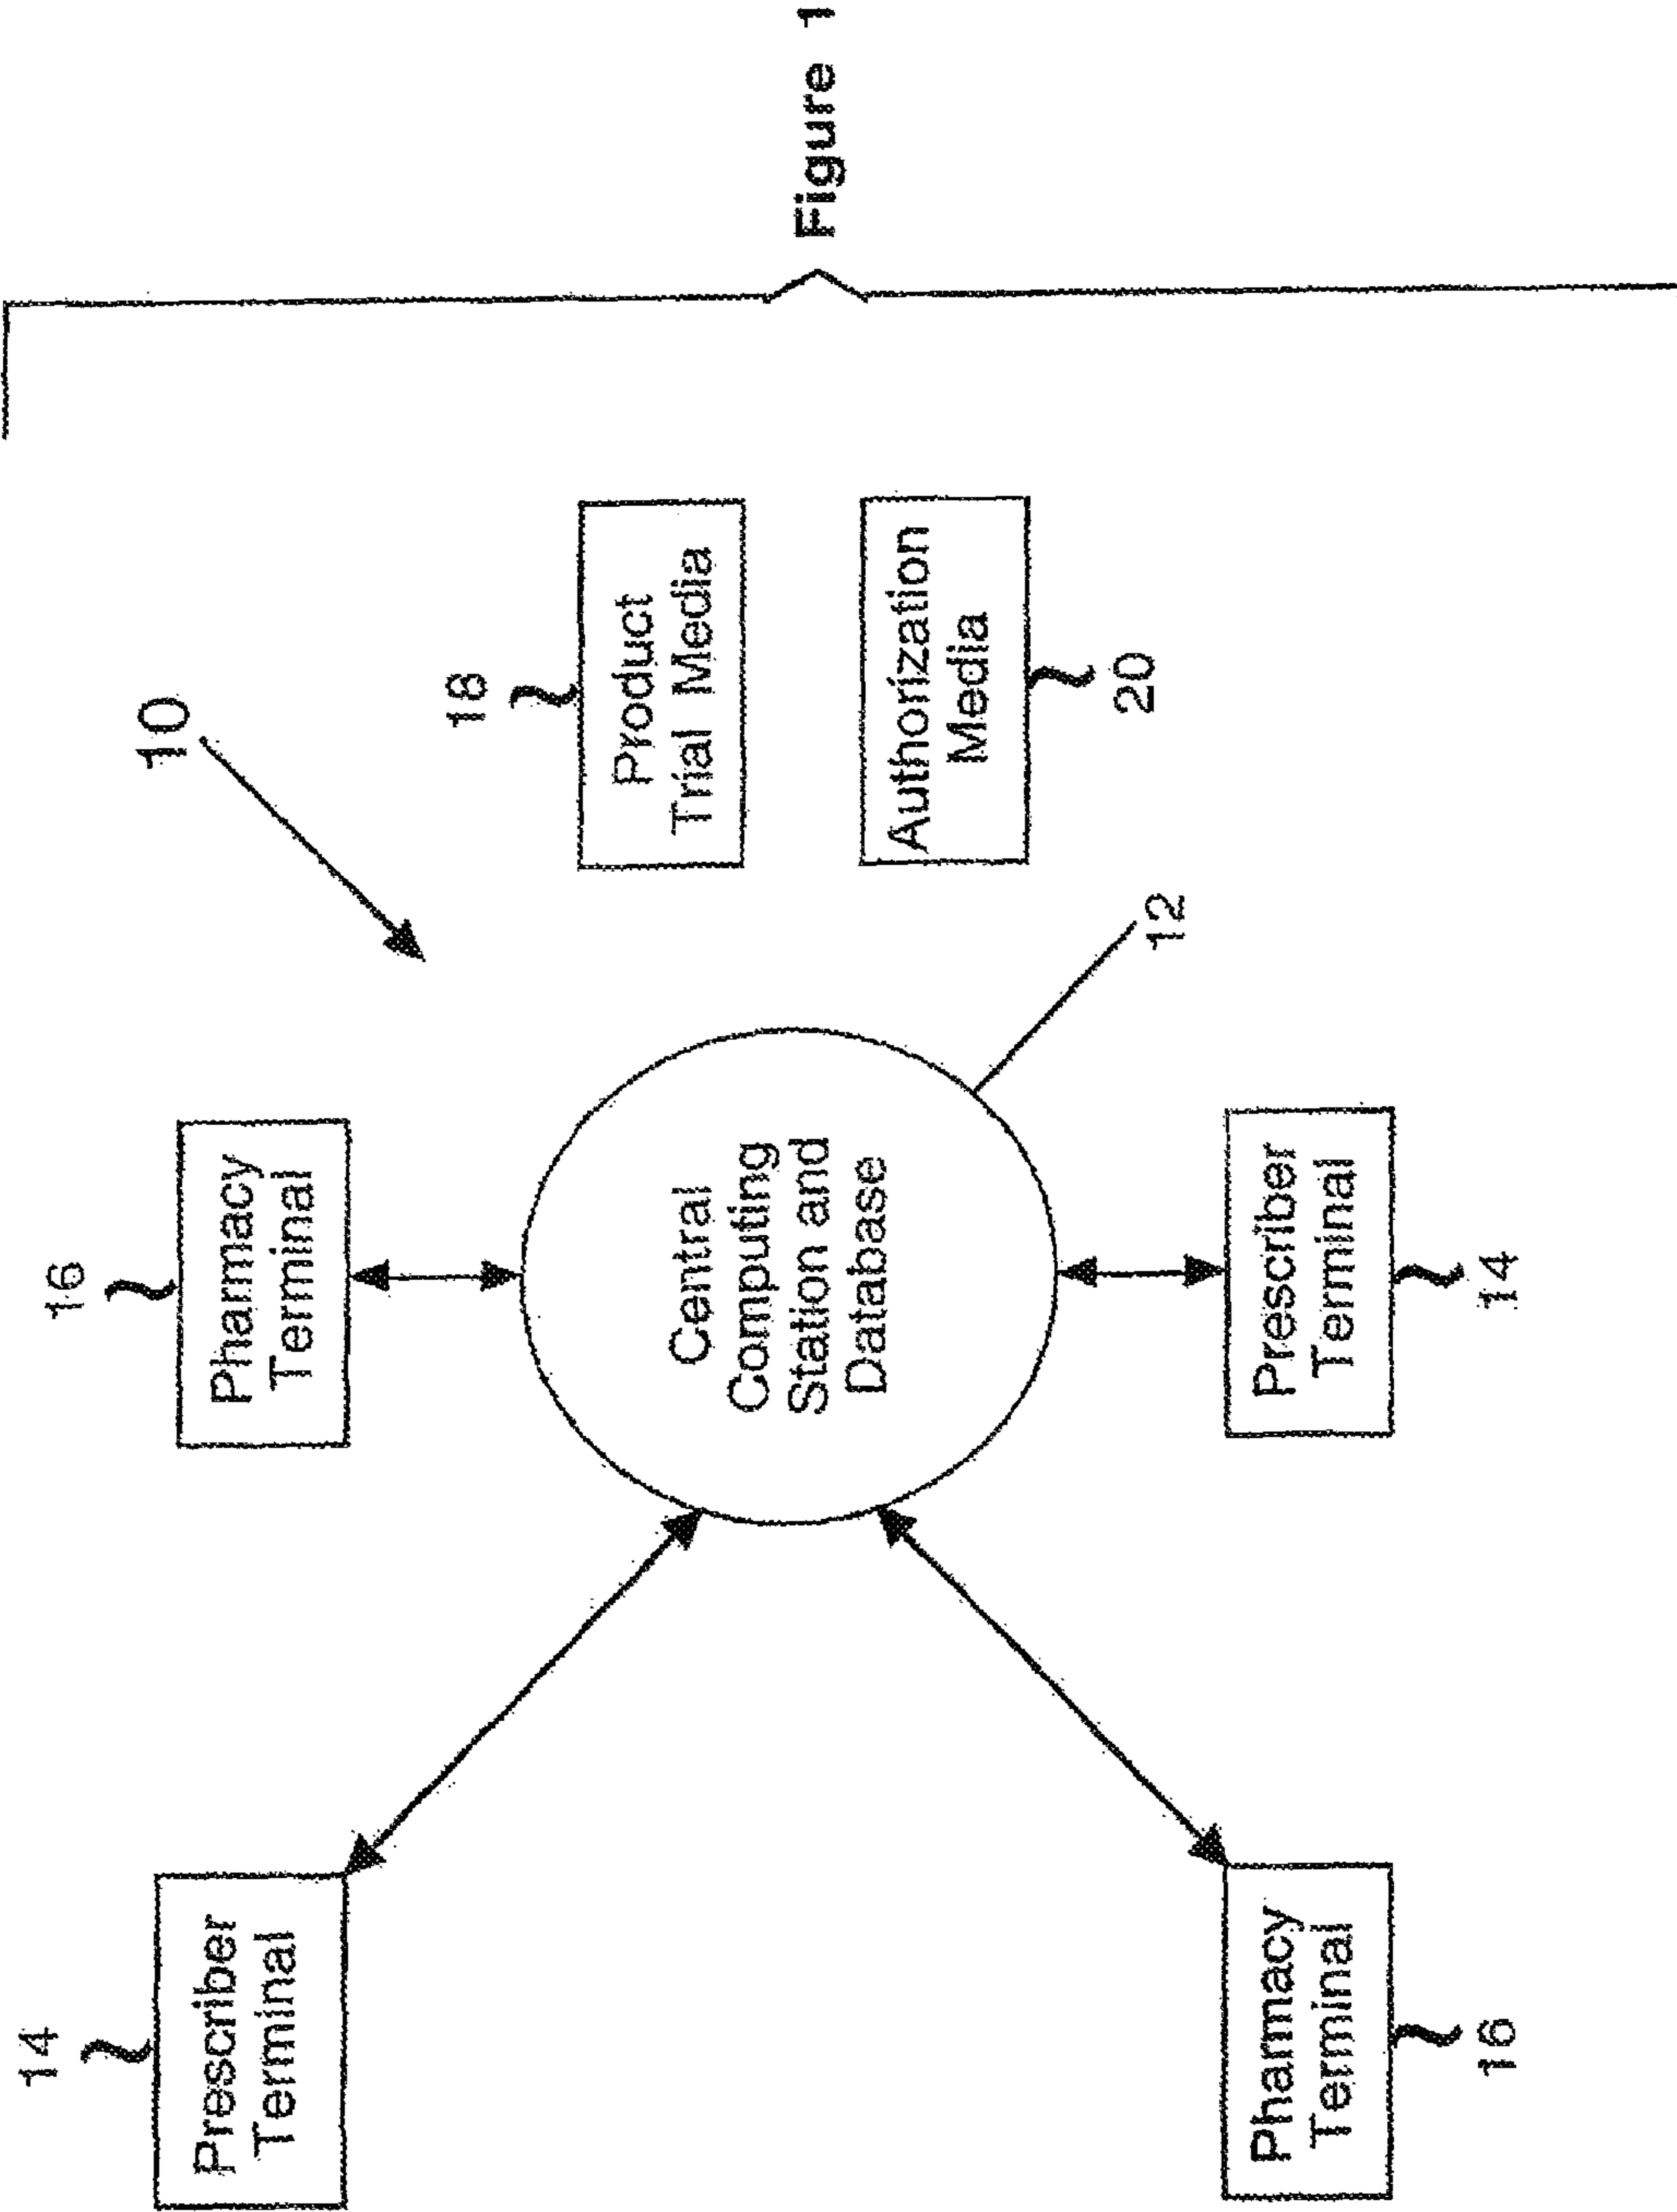 14
Prescriber
Terminal
16
Pharmacy
Terminal
10
18
Product
Trial Media
Central
Computing
Station and
Database
12
Authorization
Media
20
Pharmacy
Terminal
16
Prescriber
Terminal
14
Figure 1